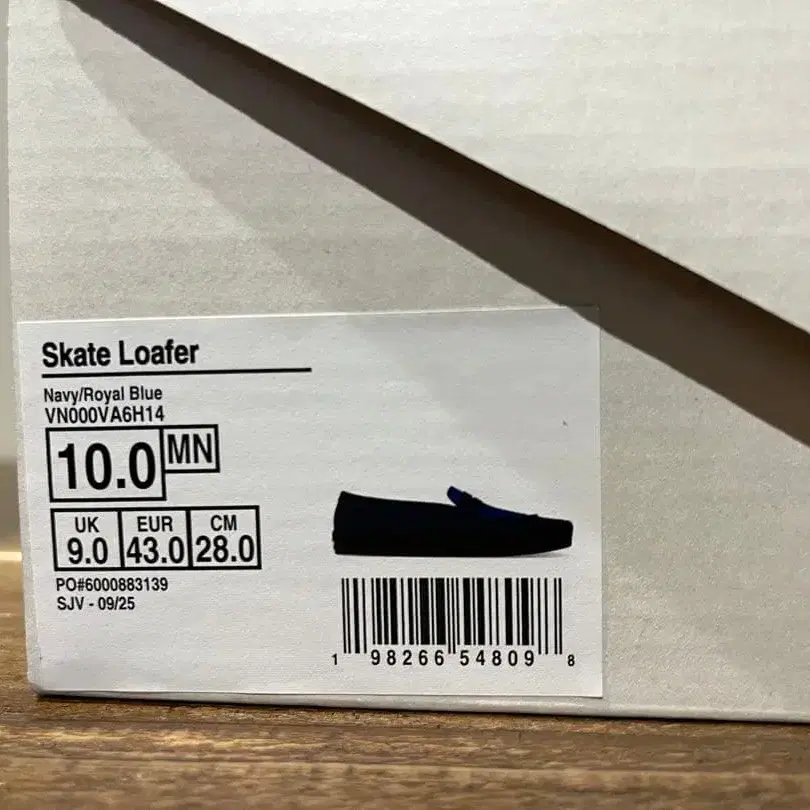 Skate Loafer
Navy/Royal Blue
VN000VA6H14
10.0 MN
UK EUR CM
9.0 43.0 28.0
PO#6000883139
SJV - 09/25
1 98266 54809 8